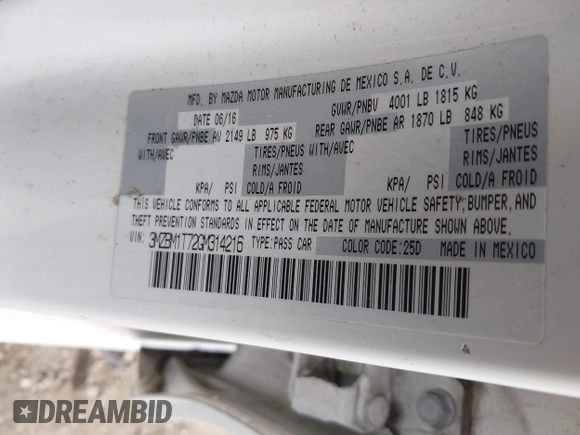 MFD. BY MAZDA MOTOR MANUFACTURING DE MEXICO S.A. DE C.V.
DATE 06/16 GVWR/PNBV 4001 LB 1815 KG
FRONT GAWR/PNBE AV 2149 LB 975 KG REAR GAWR/PNBE AR 1870 LB 848 KG
WITH/AVEC TIRES/PNEUS WITH/AVEC TIRES/PNEUS
RIMS/JANTES RIMS/JANTES
KPA/ PSI COLD/A FROID KPA/ PSI COLD/A FROID
THIS VEHICLE CONFORMS TO ALL APPLICABLE FEDERAL MOTOR VEHICLE SAFETY, BUMPER, AND
THEFT PREVENTION STANDARDS IN EFFECT ON THE DATE OF MANUFACTURE SHOWN ABOVE.
VIN: 3MZBM1T72GM314216 TYPE:PASS CAR COLOR CODE:25D MADE IN MEXICO
DREAMBID